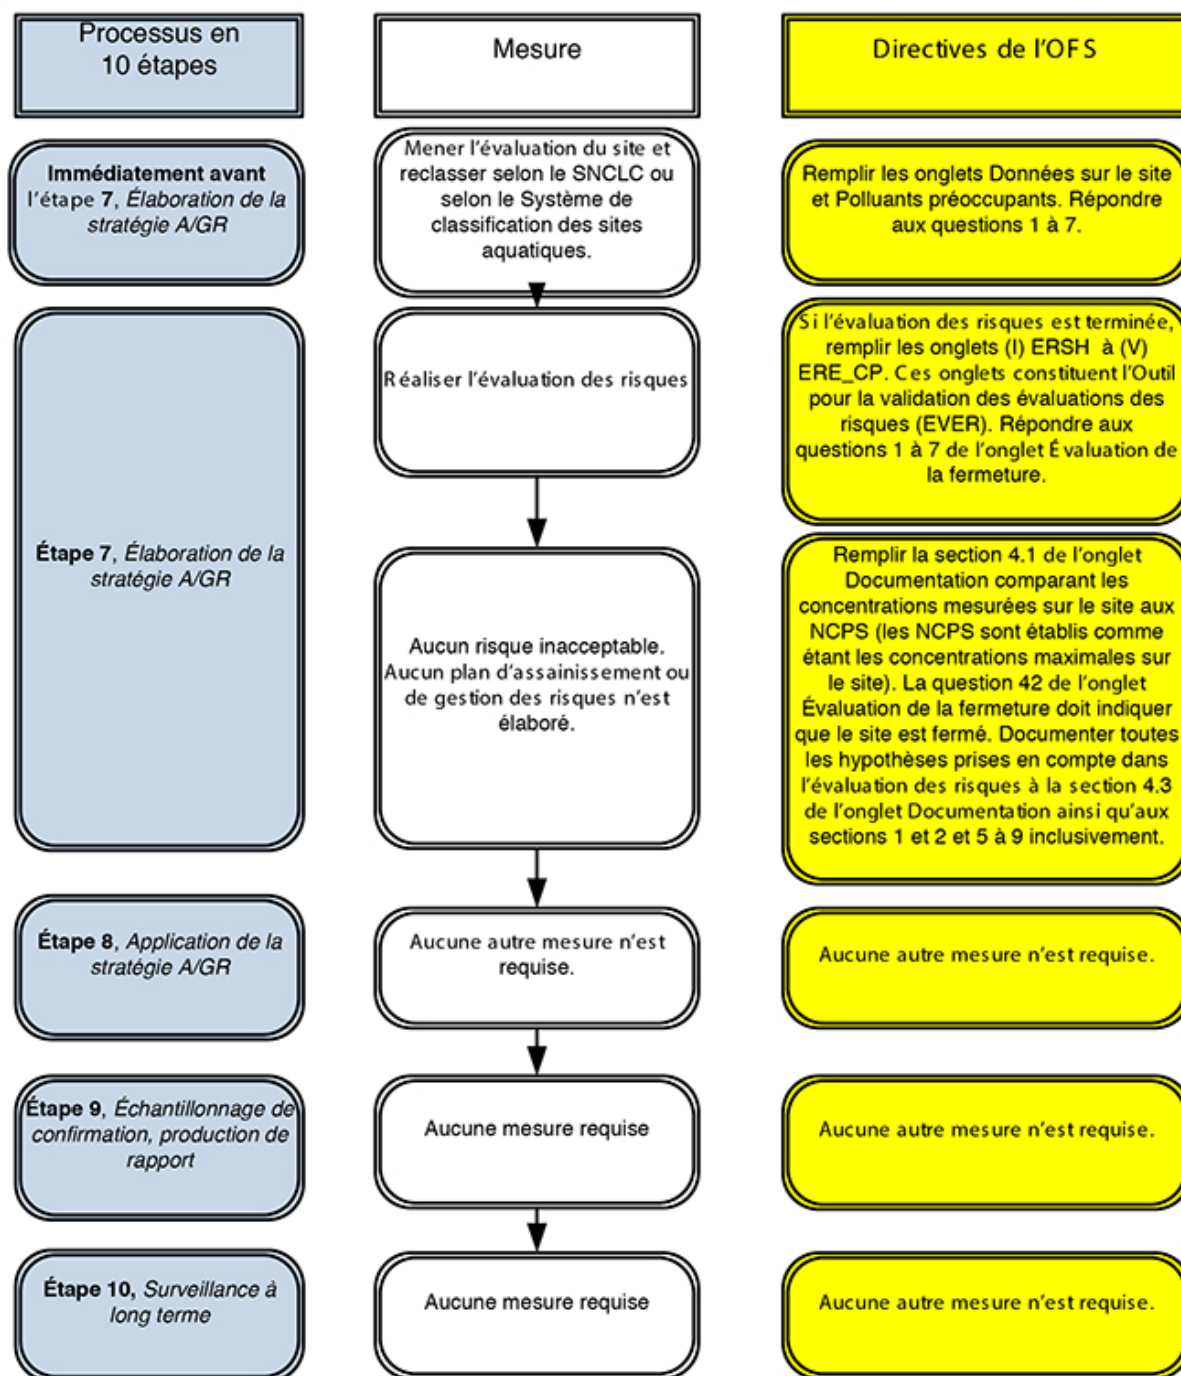 Processus en
10 étapes
Mesure
Directives de l'OFS
Immédiatement avant
l'étape 7, Élaboration de la
stratégie A/GR
Mener l'évaluation du site et
reclasser selon le SNCLC ou
selon le Système de
classification des sites
aquatiques.
Remplir les onglets Données sur le site
et Polluants préoccupants. Répondre
aux questions 1 à 7.
Étape 7, Élaboration de la
stratégie A/GR
Réaliser l'évaluation des risques
Si l'évaluation des risques est terminée,
remplir les onglets (I) ERSH à (V)
ERE_CP. Ces onglets constituent l'Outil
pour la validation des évaluations des
risques (EVER). Répondre aux
questions 1 à 7 de l'onglet Évaluation de
la fermeture.
Aucun risque inacceptable.
Aucun plan d'assainissement ou
de gestion des risques n'est
élaboré.
Remplir la section 4.1 de l'onglet
Documentation comparant les
concentrations mesurées sur le site aux
NCPS (les NCPS sont établis comme
étant les concentrations maximales sur
le site). La question 42 de l'onglet
Évaluation de la fermeture doit indiquer
que le site est fermé. Documenter toutes
les hypothèses prises en compte dans
l'évaluation des risques à la section 4.3
de l'onglet Documentation ainsi qu'aux
sections 1 et 2 et 5 à 9 inclusivement.
Étape 8, Application de la
stratégie A/GR
Aucune autre mesure n'est
requise.
Aucune autre mesure n'est requise.
Étape 9, Échantillonnage de
confirmation, production de
rapport
Aucune mesure requise
Aucune autre mesure n'est requise.
Étape 10, Surveillance à
long terme
Aucune mesure requise
Aucune autre mesure n'est requise.